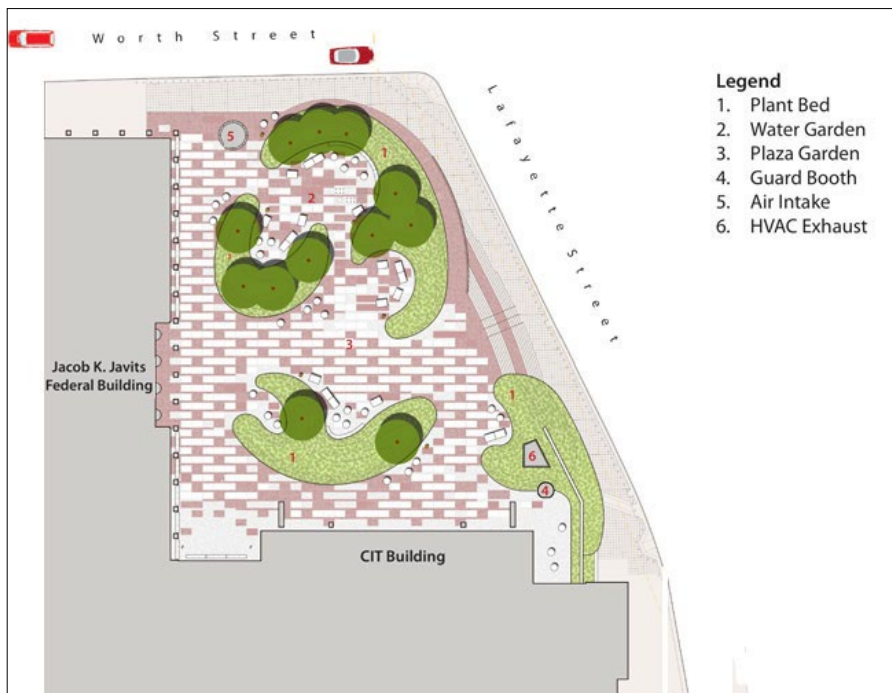 Worth Street
Lafayette Street
Legend
1. Plant Bed
2. Water Garden
3. Plaza Garden
4. Guard Booth
5. Air Intake
6. HVAC Exhaust
5
1
2
1
3
Jacob K. Javits
Federal Building
1
1
6
4
CIT Building